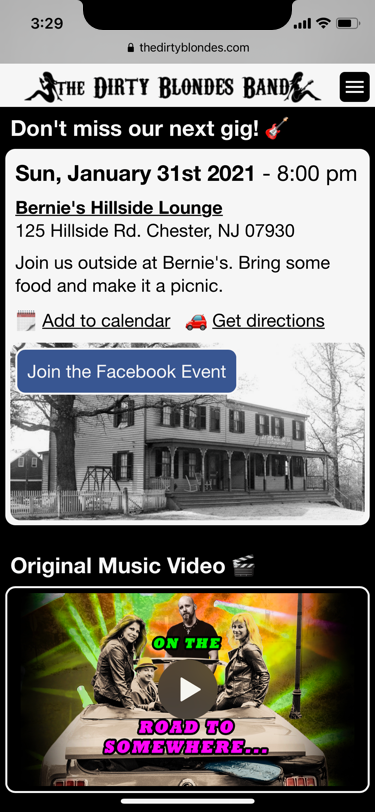 3:29
thedirtyblondes.com
THE DIRTY BLONDES BAND
Don't miss our next gig! 🎸
Sun, January 31st 2021 - 8:00 pm
Bernie's Hillside Lounge
125 Hillside Rd. Chester, NJ 07930
Join us outside at Bernie's. Bring some
food and make it a picnic.
Add to calendar 🚗 Get directions
Join the Facebook Event
Original Music Video 🎬
ON THE
ROAD TO
SOMEWHERE...